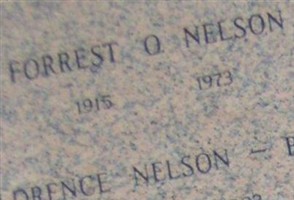 FORREST O. NELSON
1915 1973
NELSON —